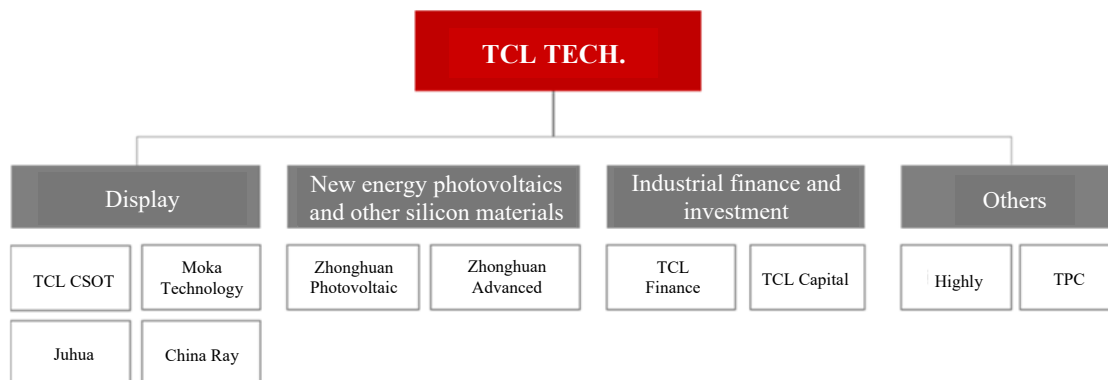 TCL TECH.
Display
New energy photovoltaics
and other silicon materials
Industrial finance and
investment
Others
TCL CSOT
Moka
Technology
Zhonghuan
Photovoltaic
Zhonghuan
Advanced
TCL
Finance
TCL Capital
Highly
TPC
Juhua
China Ray